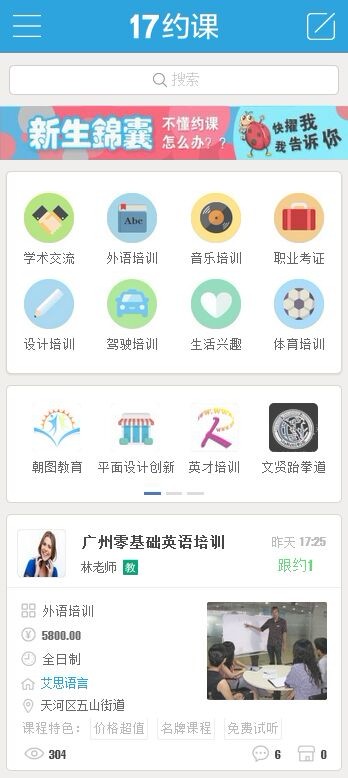 17约课
搜索
新生錦囊 不懂约课 怎么办？？ 快擢我 我告诉你
学术交流 外语培训 音乐培训 职业考证
Abc
设计培训 驾驶培训 生活兴趣 体育培训
朝图教育 平面设计创新 英才培训 文贤跆拳道
广州零基础英语培训 昨天 17:25
林老师 教 跟约1
外语培训
¥ 5800.00
全日制
艾思语言
天河区五山街道
课程特色： 价格超值 名牌课程 免费试听
304 6 0